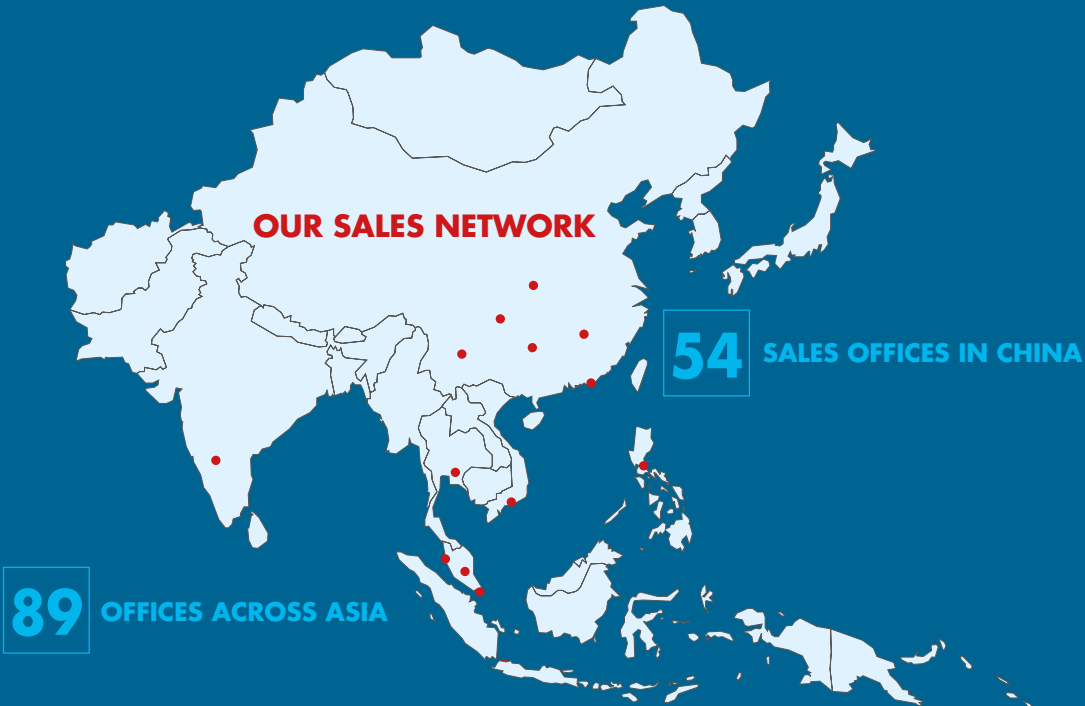 OUR SALES NETWORK
54 SALES OFFICES IN CHINA
89 OFFICES ACROSS ASIA